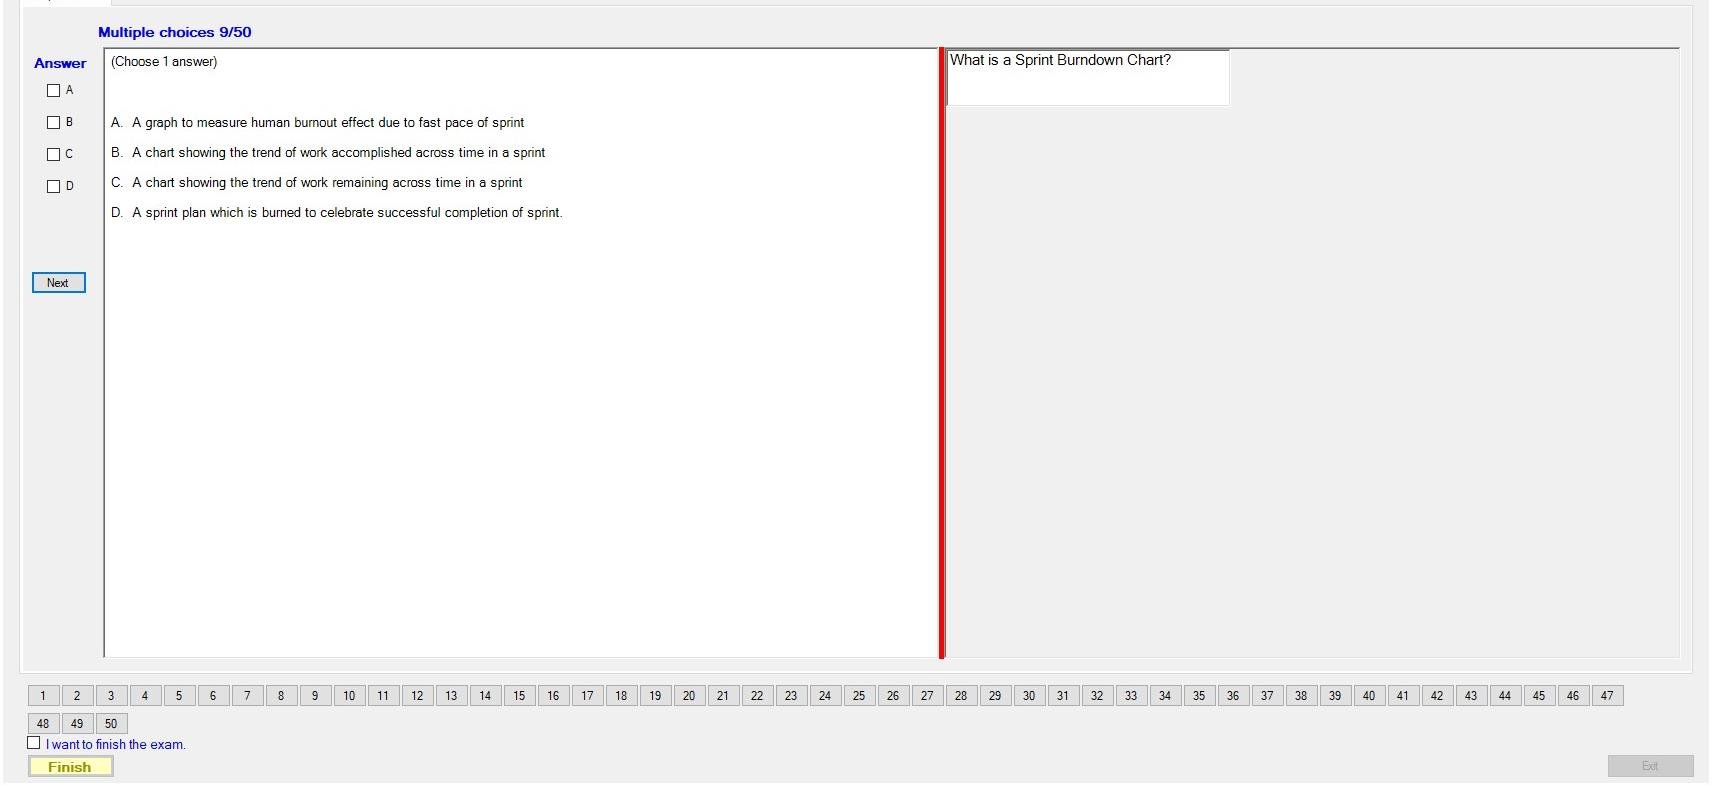 Multiple choices 9/50
Answer
A
B
C
D
Next
(Choose 1 answer)
A. A graph to measure human burnout effect due to fast pace of sprint
B. A chart showing the trend of work accomplished across time in a sprint
C. A chart showing the trend of work remaining across time in a sprint
D. A sprint plan which is burned to celebrate successful completion of sprint.
What is a Sprint Burndown Chart?
1 2 3 4 5 6 7 8 9 10 11 12 13 14 15 16 17 18 19 20 21 22 23 24 25 26 27 28 29 30 31 32 33 34 35 36 37 38 39 40 41 42 43 44 45 46 47
48 49 50
I want to finish the exam.
Finish
Exit